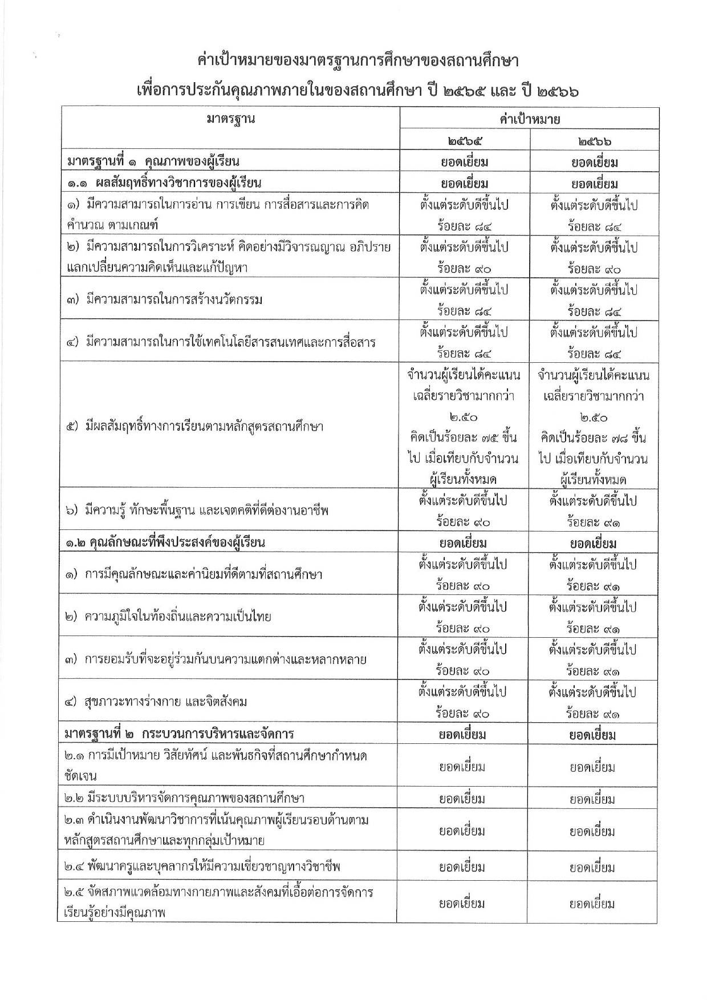 ค่าเป้าหมายของมาตรฐานการศึกษาของสถานศึกษา
เพื่อการประกันคุณภาพภายในของสถานศึกษา ปี ๒๕๖๕ และ ปี ๒๕๖๖
มาตรฐาน
ค่าเป้าหมาย
๒๕๖๕
๒๕๖๖
มาตรฐานที่ ๑ คุณภาพของผู้เรียน
ยอดเยี่ยม
ยอดเยี่ยม
๑.๑ ผลสัมฤทธิ์ทางวิชาการของผู้เรียน
ยอดเยี่ยม
ยอดเยี่ยม
๑) มีความสามารถในการอ่าน การเขียน การสื่อสารและการคิด
คำนวณ ตามเกณฑ์
ตั้งแต่ระดับดีขึ้นไป
ร้อยละ ๘๔
ตั้งแต่ระดับดีขึ้นไป
ร้อยละ ๘๔
๒) มีความสามารถในการวิเคราะห์ คิดอย่างมีวิจารณญาณ อภิปราย
แลกเปลี่ยนความคิดเห็นและแก้ปัญหา
ตั้งแต่ระดับดีขึ้นไป
ร้อยละ ๙๐
ตั้งแต่ระดับดีขึ้นไป
ร้อยละ ๙๐
๓) มีความสามารถในการสร้างนวัตกรรม
ตั้งแต่ระดับดีขึ้นไป
ร้อยละ ๘๔
ตั้งแต่ระดับดีขึ้นไป
ร้อยละ ๘๔
๔) มีความสามารถในการใช้เทคโนโลยีสารสนเทศและการสื่อสาร
ตั้งแต่ระดับดีขึ้นไป
ร้อยละ ๘๔
ตั้งแต่ระดับดีขึ้นไป
ร้อยละ ๘๔
๕) มีผลสัมฤทธิ์ทางการเรียนตามหลักสูตรสถานศึกษา
จำนวนผู้เรียนได้คะแนน
เฉลี่ยรายวิชามากกว่า
๒.๕๐
คิดเป็นร้อยละ ๗๕ ขึ้น
ไป เมื่อเทียบกับจำนวน
ผู้เรียนทั้งหมด
จำนวนผู้เรียนได้คะแนน
เฉลี่ยรายวิชามากกว่า
๒.๕๐
คิดเป็นร้อยละ ๗๘ ขึ้น
ไป เมื่อเทียบกับจำนวน
ผู้เรียนทั้งหมด
๖) มีความรู้ ทักษะพื้นฐาน และเจตคติที่ดีต่องานอาชีพ
ตั้งแต่ระดับดีขึ้นไป
ร้อยละ ๙๐
ตั้งแต่ระดับดีขึ้นไป
ร้อยละ ๙๑
๑.๒ คุณลักษณะที่พึงประสงค์ของผู้เรียน
ยอดเยี่ยม
ยอดเยี่ยม
๑) การมีคุณลักษณะและค่านิยมที่ดีตามที่สถานศึกษา
ตั้งแต่ระดับดีขึ้นไป
ร้อยละ ๙๐
ตั้งแต่ระดับดีขึ้นไป
ร้อยละ ๙๑
๒) ความภูมิใจในท้องถิ่นและความเป็นไทย
ตั้งแต่ระดับดีขึ้นไป
ร้อยละ ๙๐
ตั้งแต่ระดับดีขึ้นไป
ร้อยละ ๙๑
๓) การยอมรับที่จะอยู่ร่วมกันบนความแตกต่างและหลากหลาย
ตั้งแต่ระดับดีขึ้นไป
ร้อยละ ๙๐
ตั้งแต่ระดับดีขึ้นไป
ร้อยละ ๙๑
๔) สุขภาวะทางร่างกาย และจิตสังคม
ตั้งแต่ระดับดีขึ้นไป
ร้อยละ ๙๐
ตั้งแต่ระดับดีขึ้นไป
ร้อยละ ๙๑
มาตรฐานที่ ๒ กระบวนการบริหารและจัดการ
ยอดเยี่ยม
ยอดเยี่ยม
๒.๑ การมีเป้าหมาย วิสัยทัศน์ และพันธกิจที่สถานศึกษากำหนด
ชัดเจน
ยอดเยี่ยม
ยอดเยี่ยม
๒.๒ มีระบบบริหารจัดการคุณภาพของสถานศึกษา
ยอดเยี่ยม
ยอดเยี่ยม
๒.๓ ดำเนินงานพัฒนาวิชาการที่เน้นคุณภาพผู้เรียนรอบด้านตาม
หลักสูตรสถานศึกษาและทุกกลุ่มเป้าหมาย
ยอดเยี่ยม
ยอดเยี่ยม
๒.๔ พัฒนาครูและบุคลากรให้มีความเชี่ยวชาญทางวิชาชีพ
ยอดเยี่ยม
ยอดเยี่ยม
๒.๕ จัดสภาพแวดล้อมทางกายภาพและสังคมที่เอื้อต่อการจัดการ
เรียนรู้อย่างมีคุณภาพ
ยอดเยี่ยม
ยอดเยี่ยม